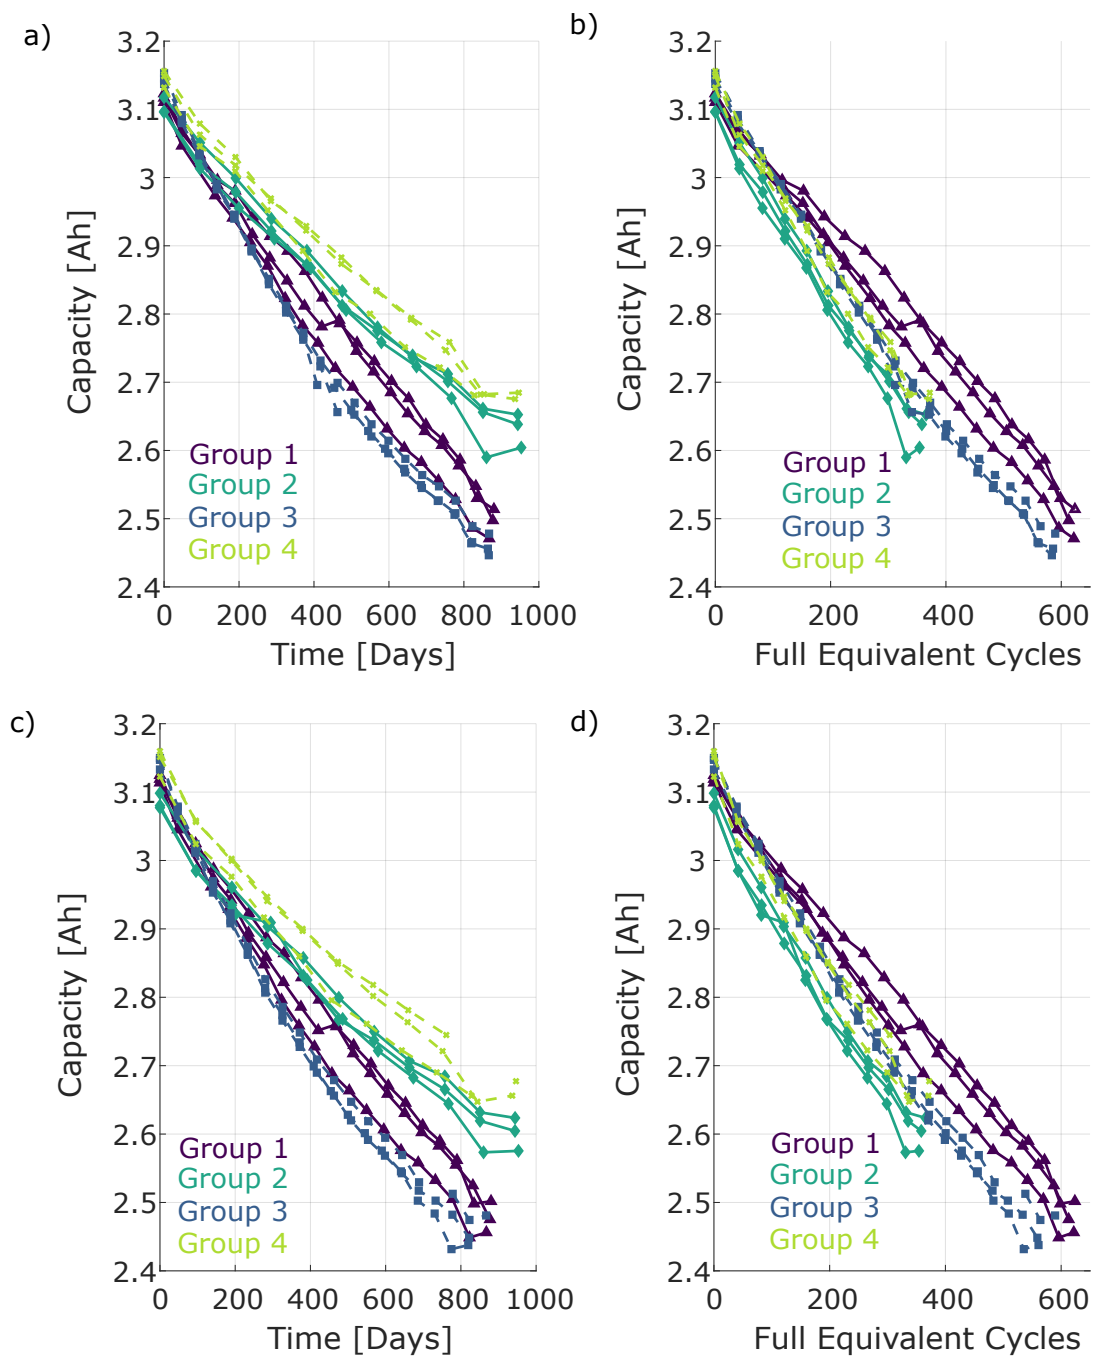 a)
3.2
3.1
3
2.9
2.8
2.7
2.6
2.5
2.4
Capacity [Ah]
Group 1
Group 2
Group 3
Group 4
0 200 400 600 800 1000
Time [Days]
b)
3.2
3.1
3
2.9
2.8
2.7
2.6
2.5
2.4
Capacity [Ah]
Group 1
Group 2
Group 3
Group 4
0 200 400 600
Full Equivalent Cycles
c)
3.2
3.1
3
2.9
2.8
2.7
2.6
2.5
2.4
Capacity [Ah]
Group 1
Group 2
Group 3
Group 4
0 200 400 600 800 1000
Time [Days]
d)
3.2
3.1
3
2.9
2.8
2.7
2.6
2.5
2.4
Capacity [Ah]
Group 1
Group 2
Group 3
Group 4
0 200 400 600
Full Equivalent Cycles